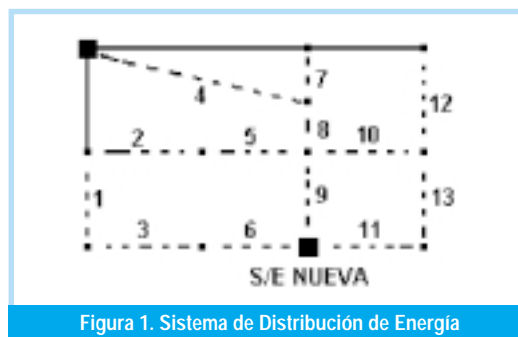 7
4
12
2 5 8 10
1 9 13
3 6 11
S/E NUEVA
Figura 1. Sistema de Distribución de Energía